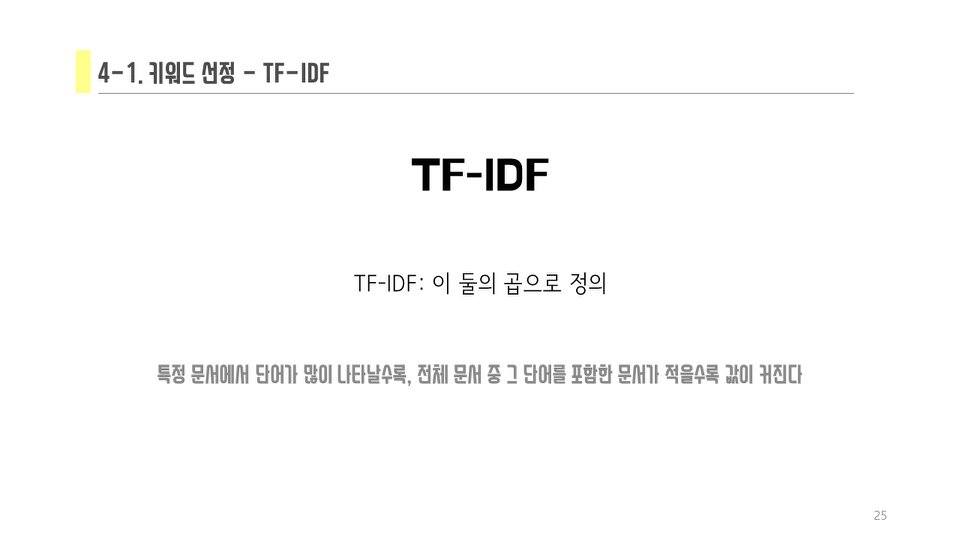 4-1. 키워드 선정 - TF-IDF
TF-IDF
TF-IDF: 이 둘의 곱으로 정의
특정 문서에서 단어가 많이 나타날수록, 전체 문서 중 그 단어를 포함한 문서가 적을수록 값이 커진다
25